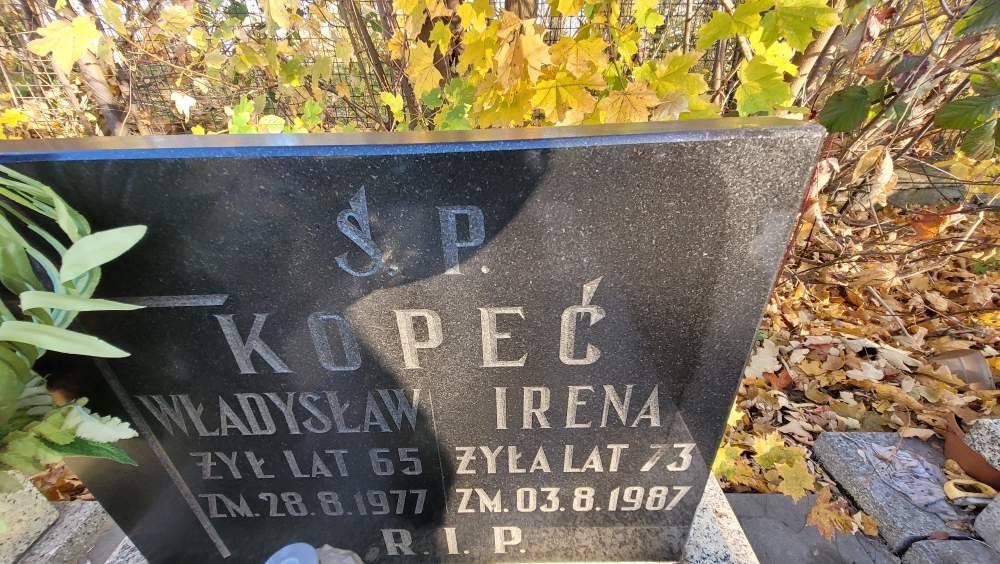 Ś. P.
KOPEĆ
WŁADYSŁAW IRENA
ŻYŁ LAT 65 ŻYŁA LAT 73
ZM. 28.8.1977 ZM. 03.8.1987
R.I.P.